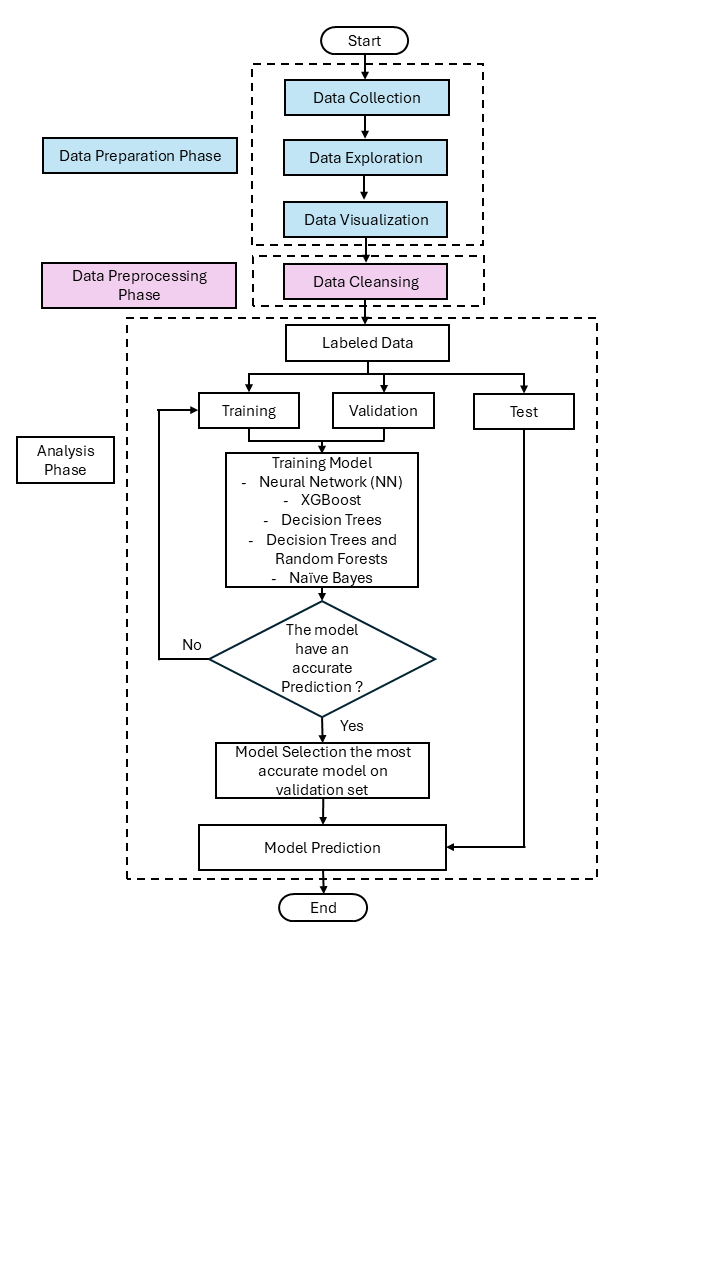 Start
Data Collection
Data Preparation Phase
Data Exploration
Data Visualization
Data Preprocessing
Phase
Data Cleansing
Labeled Data
Training
Validation
Test
Analysis
Phase
Training Model
- Neural Network (NN)
- XGBoost
- Decision Trees
- Decision Trees and
Random Forests
- Naïve Bayes
The model
have an
accurate
Prediction ?
No
Yes
Model Selection the most
accurate model on
validation set
Model Prediction
End